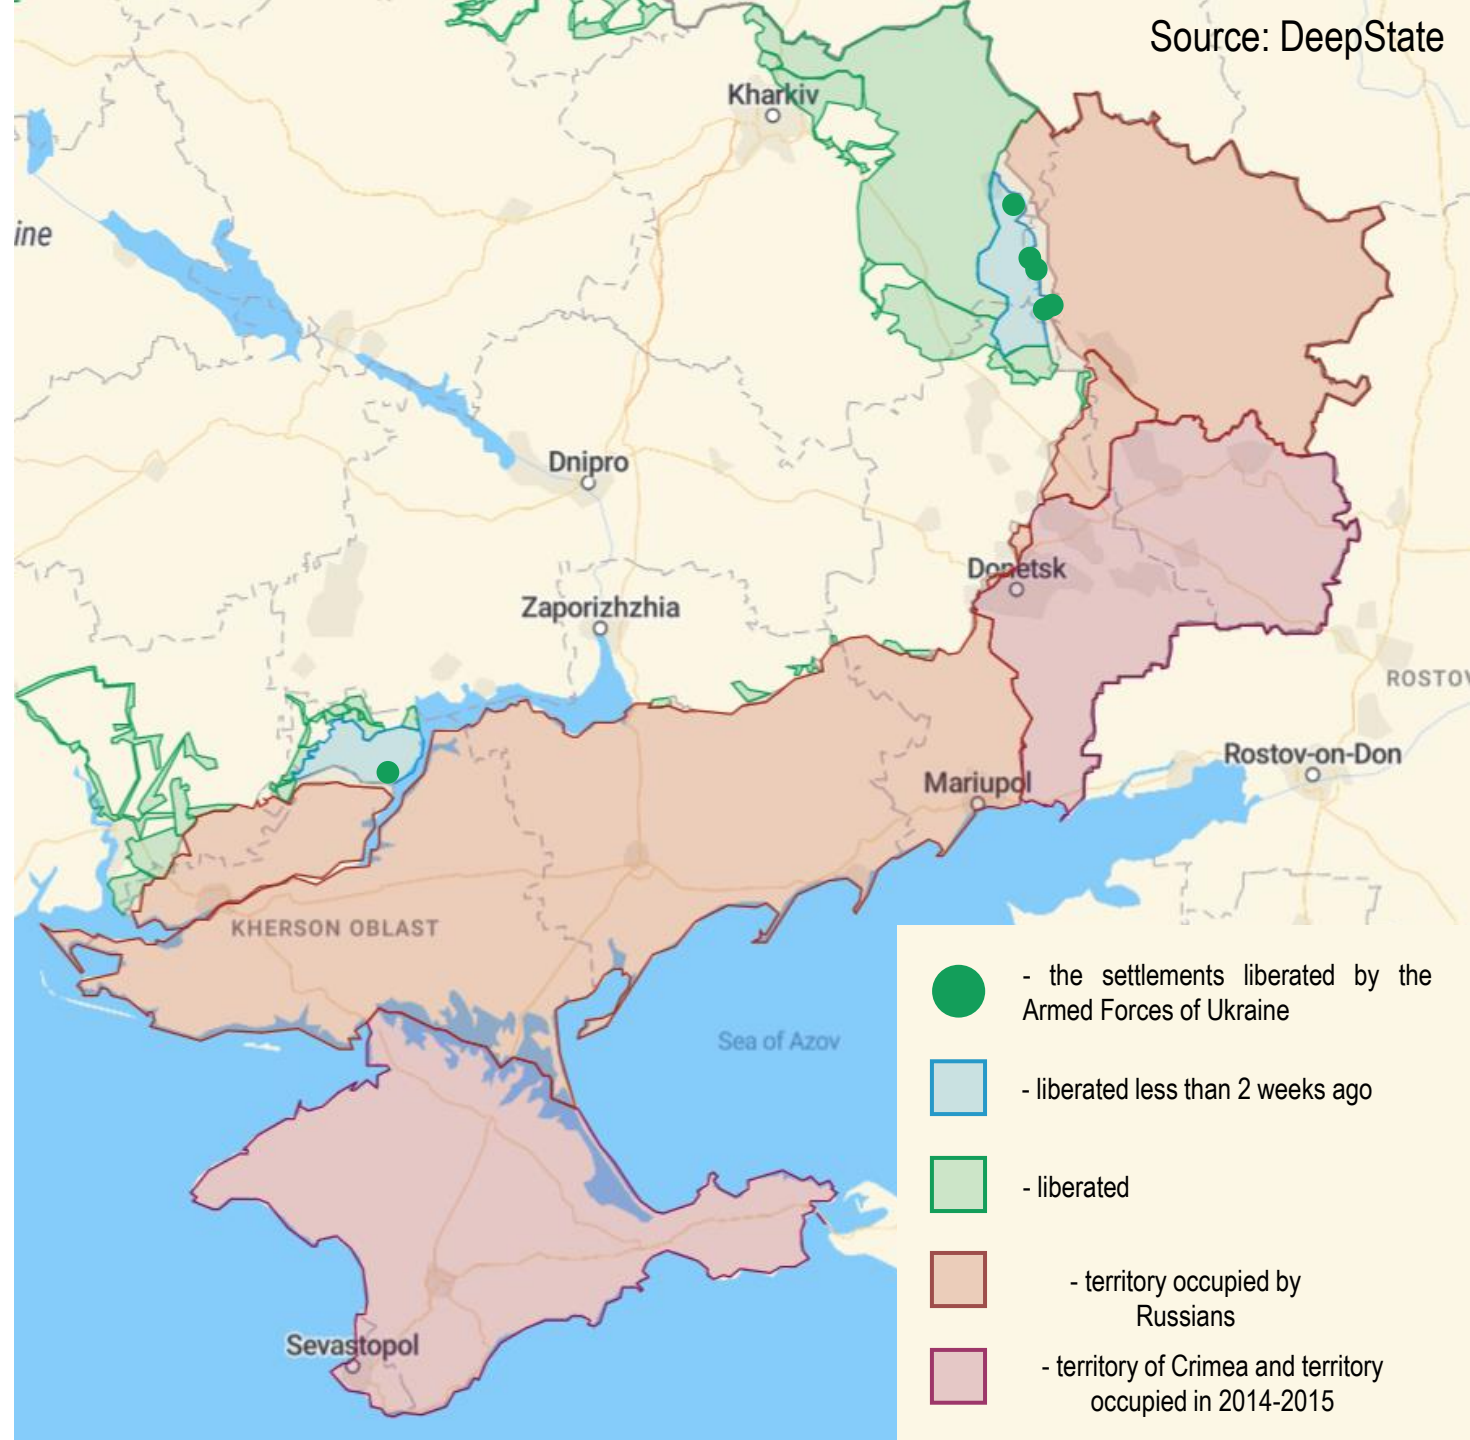 Source: DeepState
Kharkiv
ine
Dnipro
Donetsk
Zaporizhzhia
ROSTOV
Rostov-on-Don
Mariupol
KHERSON OBLAST
Sea of Azov
Sevastopol
- the settlements liberated by the
Armed Forces of Ukraine
- liberated less than 2 weeks ago
- liberated
- territory occupied by
Russians
- territory of Crimea and territory
occupied in 2014-2015